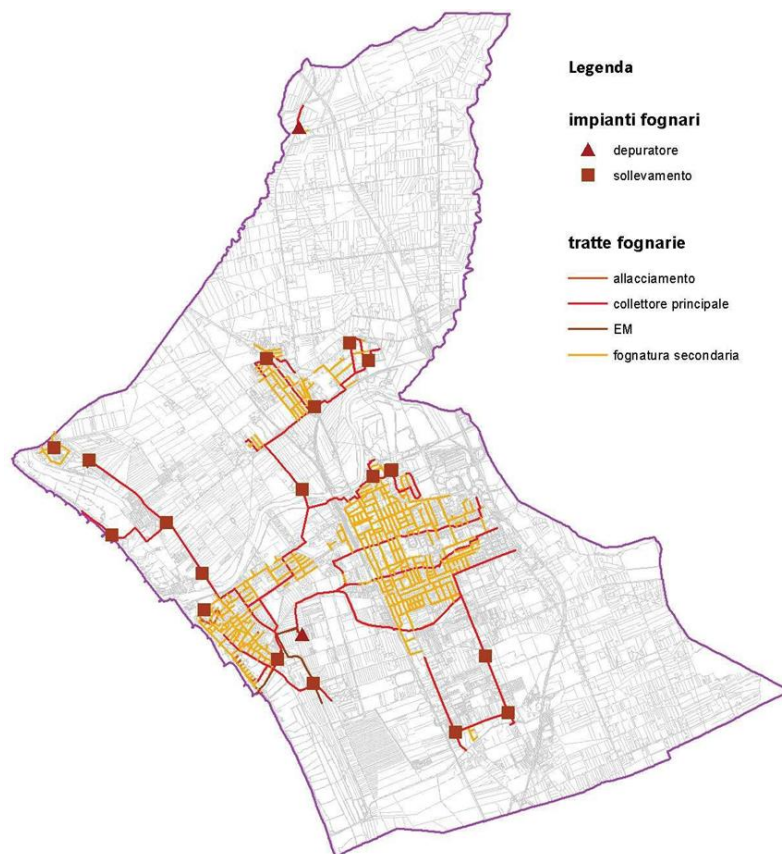 Legenda
impianti fognari
depuratore
sollevamento
tratte fognarie
allacciamento
collettore principale
EM
fognatura secondaria